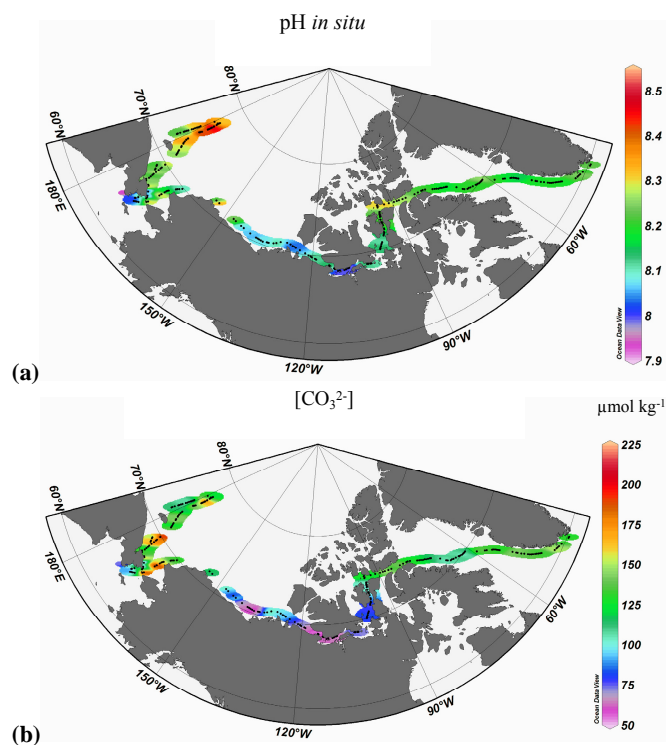 pH in situ
80°N
70°N
60°N
180°E
150°W
120°W
90°W
60°W
8.5
8.4
8.3
8.2
8.1
8
7.9
Ocean Data View
(a)
[CO₃²⁻]
µmol kg⁻¹
80°N
70°N
60°N
180°E
150°W
120°W
90°W
60°W
225
200
175
150
125
100
75
50
Ocean Data View
(b)